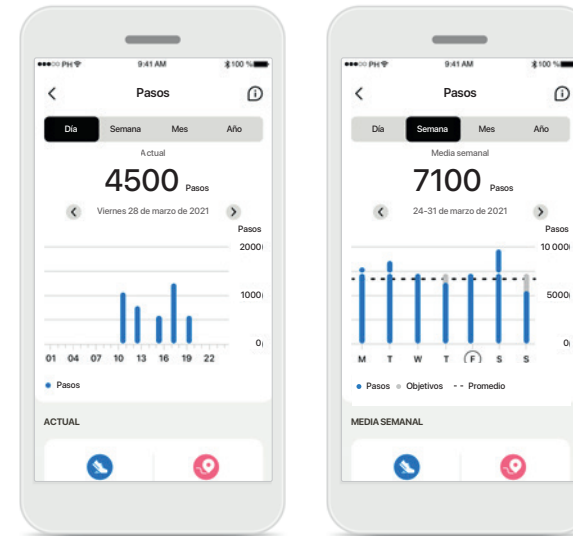 PH 9:41 AM 100 %
Pasos
Día Semana Mes Año
Actual
4500 Pasos
Viernes 28 de marzo de 2021
Pasos
2000
1000
0
01 04 07 10 13 16 19 22
Pasos
ACTUAL
PH 9:41 AM 100 %
Pasos
Día Semana Mes Año
Media semanal
7100 Pasos
24-31 de marzo de 2021
Pasos
10 000
5000
0
M T W T F S S
Pasos Objetivos -- Promedio
MEDIA SEMANAL